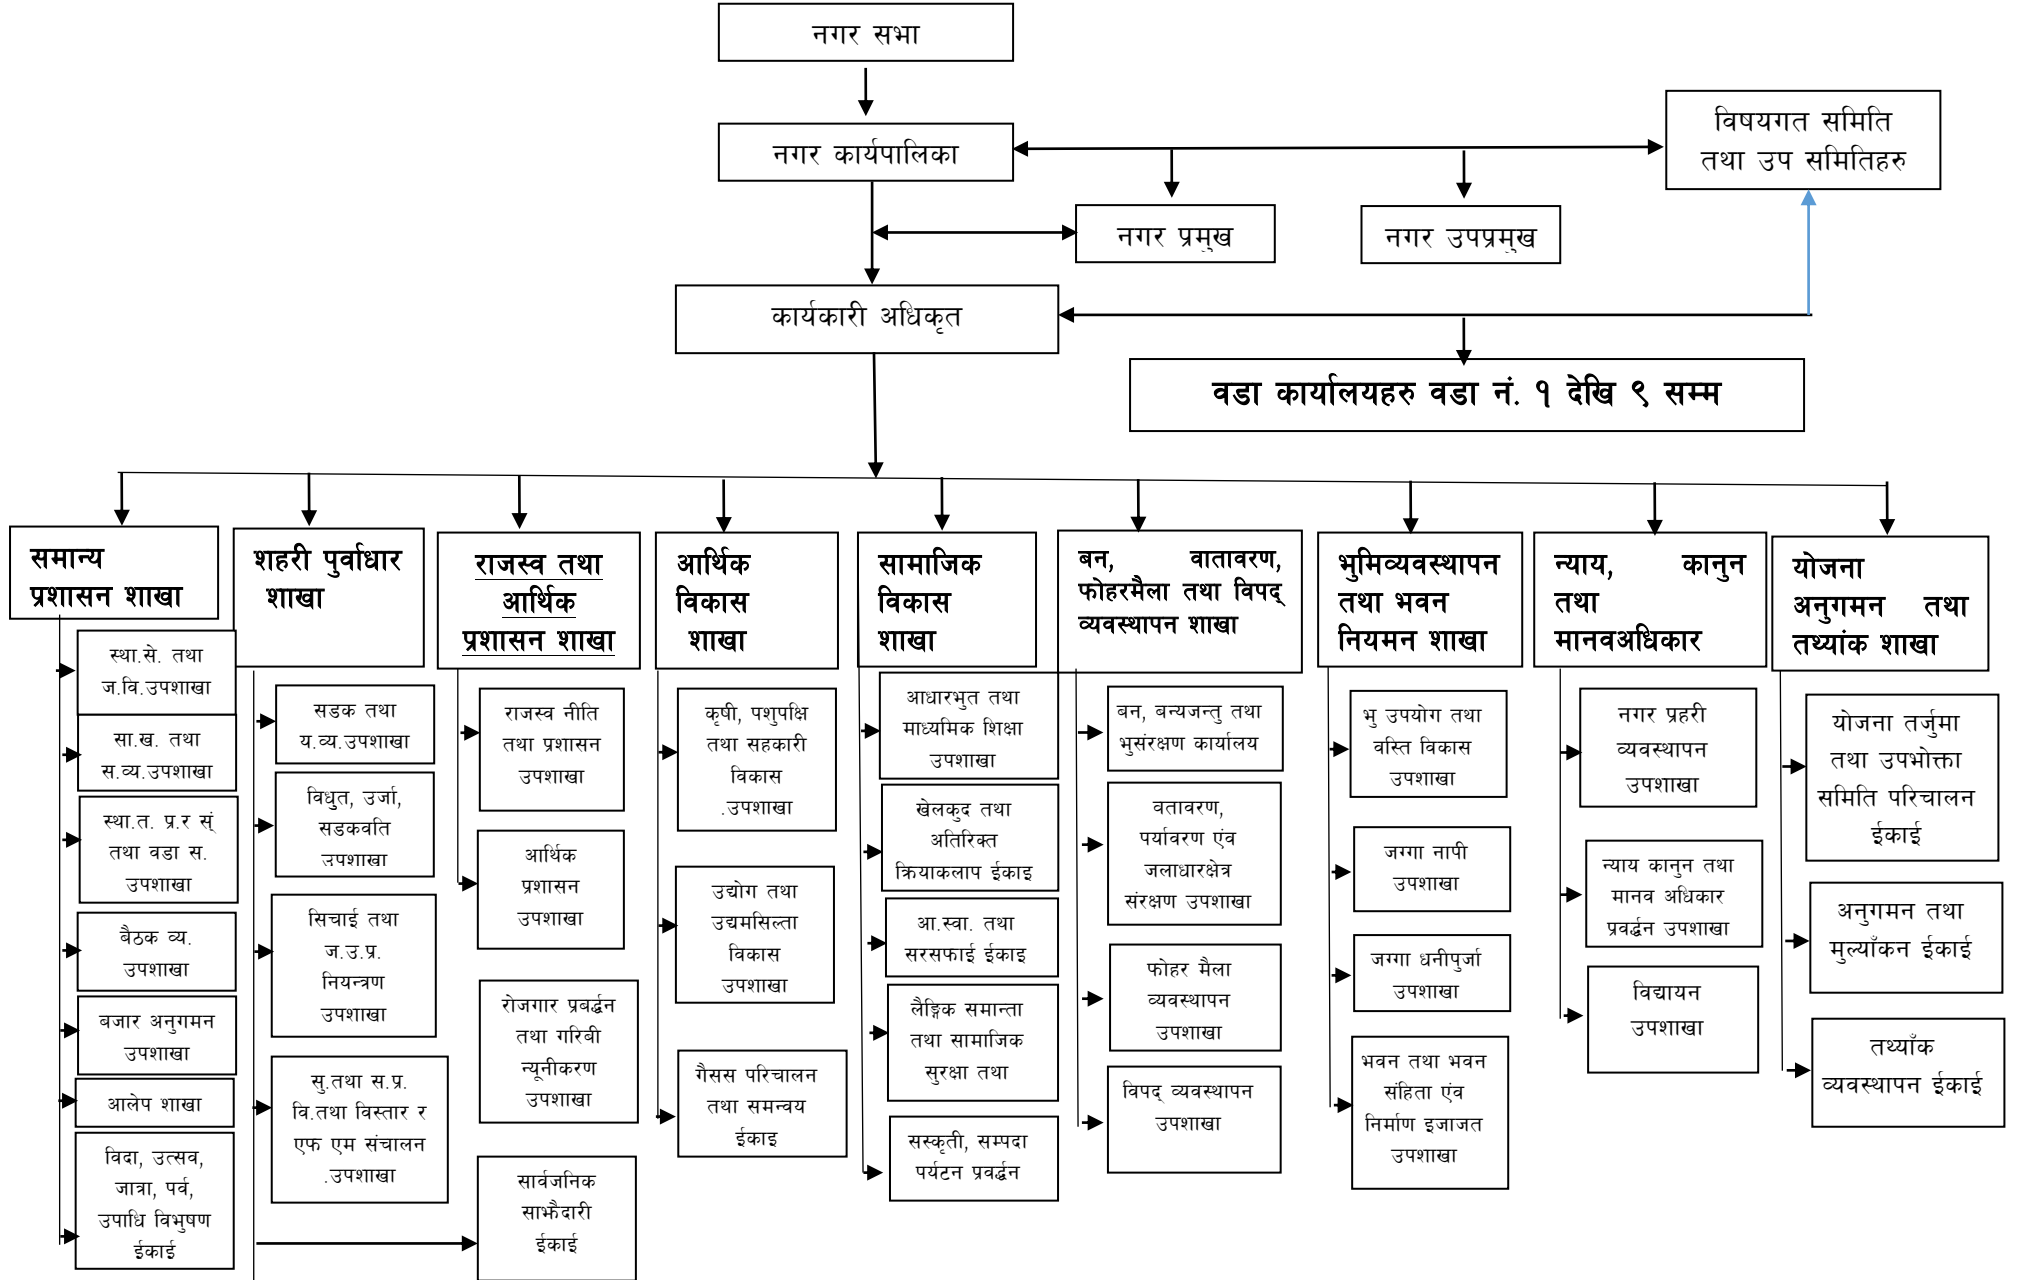 नगर सभा
नगर कार्यपालिका
विषयगत समिति
तथा उप समितिहरु
नगर प्रमुख
नगर उपप्रमुख
कार्यकारी अधिकृत
वडा कार्यालयहरु वडा नं. १ देखि ९ सम्म
समान्य
प्रशासन शाखा
स्था.से. तथा
ज.वि.उपशाखा
सा.ख. तथा
स.व्य.उपशाखा
स्था.त. प्र.र सं
तथा वडा स.
उपशाखा
बैठक व्य.
उपशाखा
बजार अनुगमन
उपशाखा
आलेप शाखा
विदा, उत्सव,
जात्रा, पर्व,
उपाधि विभुषण
ईकाई
शहरी पुर्वाधार
शाखा
सडक तथा
य.व्य.उपशाखा
विधुत, उर्जा,
सडकवति
उपशाखा
सिचाई तथा
ज.उ.प्र.
नियन्त्रण
उपशाखा
सु.तथा स.प्र.
वि.तथा विस्तार र
एफ एम संचालन
.उपशाखा
राजस्व तथा
आर्थिक
प्रशासन शाखा
राजस्व नीति
तथा प्रशासन
उपशाखा
आर्थिक
प्रशासन
उपशाखा
रोजगार प्रबर्द्धन
तथा गरिबी
न्यूनीकरण
उपशाखा
सार्वजनिक
साझैदारी
ईकाई
आर्थिक
विकास
शाखा
कृषी, पशुपक्षि
तथा सहकारी
विकास
.उपशाखा
उद्योग तथा
उद्यमसिल्ता
विकास
उपशाखा
गैसस परिचालन
तथा समन्वय
ईकाइ
सामाजिक
विकास
शाखा
आधारभुत तथा
माध्यमिक शिक्षा
उपशाखा
खेलकुद तथा
अतिरिक्त
क्रियाकलाप ईकाइ
आ.स्वा. तथा
सरसफाई ईकाइ
लैङ्गिक समान्ता
तथा सामाजिक
सुरक्षा तथा
सस्कृती, सम्पदा
पर्यटन प्रवर्द्धन
बन, वातावरण,
फोहरमैला तथा विपद्
व्यवस्थापन शाखा
बन, बन्यजन्तु तथा
भुसंरक्षण कार्यालय
वतावरण,
पर्यावरण एंव
जलाधारक्षेत्र
संरक्षण उपशाखा
फोहर मैला
व्यवस्थापन
उपशाखा
विपद् व्यवस्थापन
उपशाखा
भुमिव्यवस्थापन
तथा भवन
नियमन शाखा
भु उपयोग तथा
वस्ति विकास
उपशाखा
जग्गा नापी
उपशाखा
जग्गा धनीपुर्जा
उपशाखा
भवन तथा भवन
संहिता एंव
निर्माण इजाजत
उपशाखा
न्याय, कानुन
तथा
मानवअधिकार
नगर प्रहरी
व्यवस्थापन
उपशाखा
न्याय कानुन तथा
मानव अधिकार
प्रवर्द्धन उपशाखा
विद्यायन
उपशाखा
योजना
अनुगमन तथा
तथ्यांक शाखा
योजना तर्जुमा
तथा उपभोक्ता
समिति परिचालन
ईकाई
अनुगमन तथा
मुल्याँकन ईकाई
तथ्याँक
व्यवस्थापन ईकाई